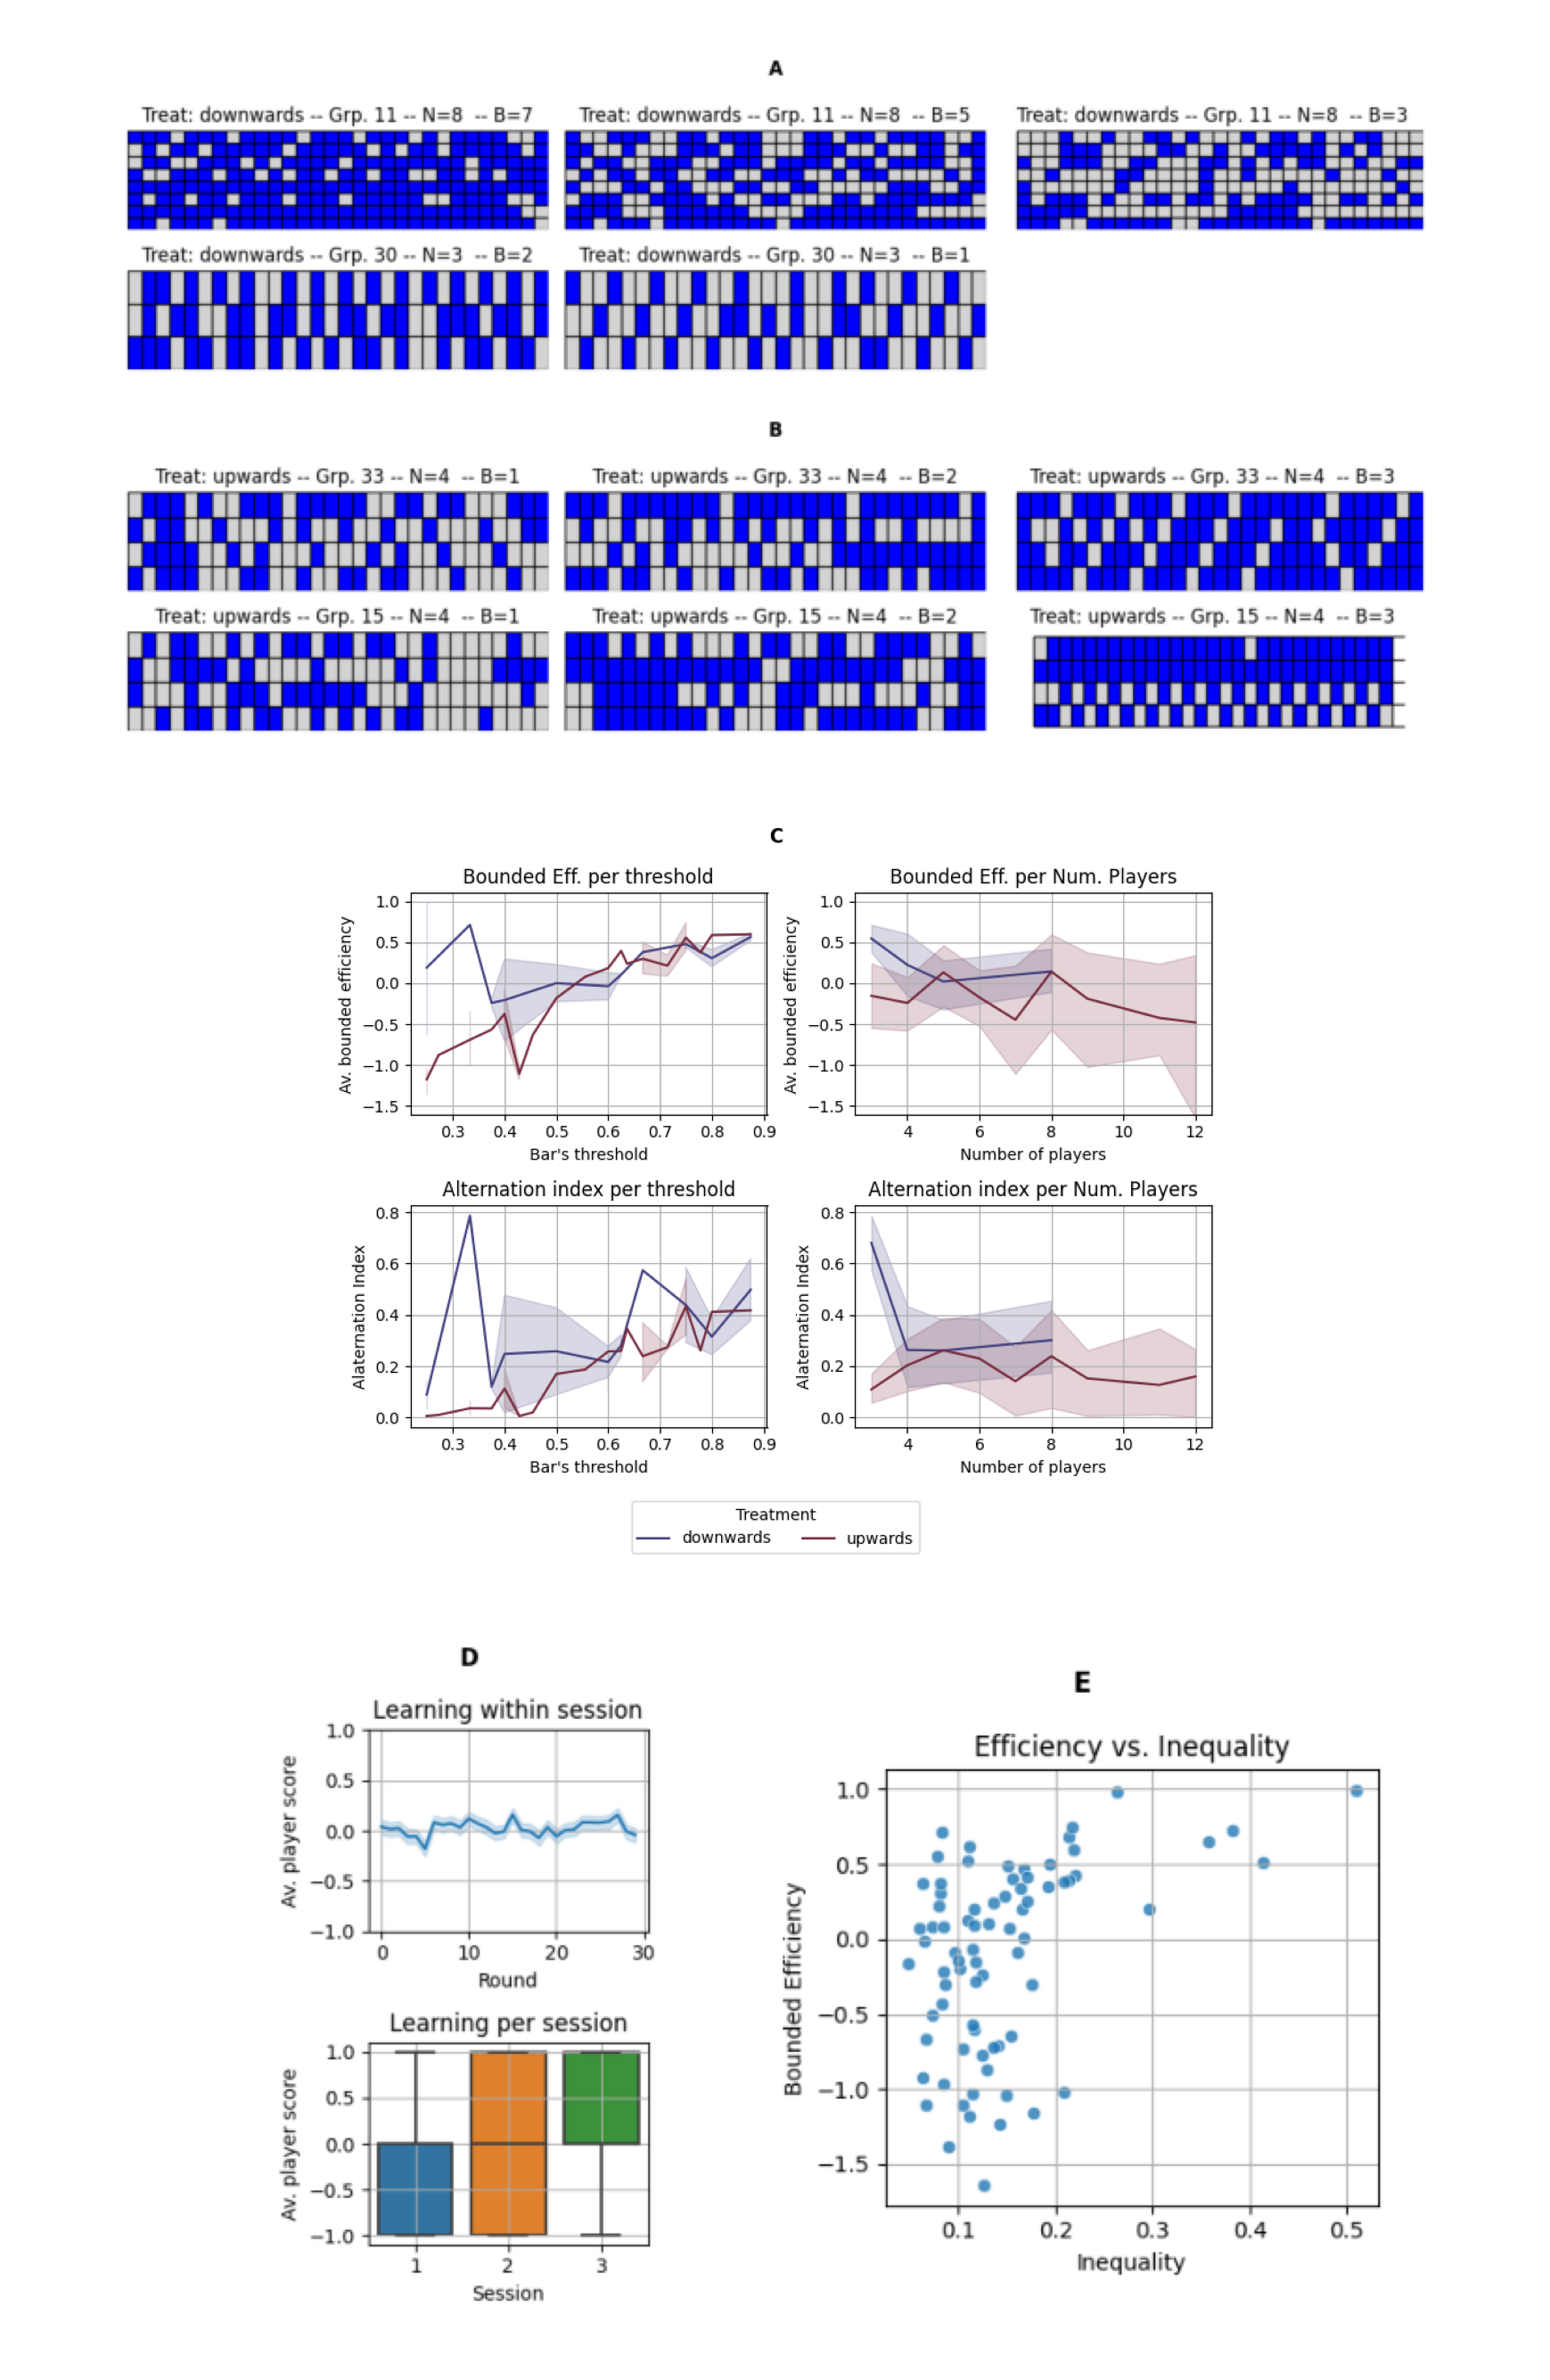 A
Treat: downwards -- Grp. 11 -- N=8 -- B=7
Treat: downwards -- Grp. 11 -- N=8 -- B=5
Treat: downwards -- Grp. 11 -- N=8 -- B=3
Treat: downwards -- Grp. 30 -- N=3 -- B=2
Treat: downwards -- Grp. 30 -- N=3 -- B=1
B
Treat: upwards -- Grp. 33 -- N=4 -- B=1
Treat: upwards -- Grp. 33 -- N=4 -- B=2
Treat: upwards -- Grp. 33 -- N=4 -- B=3
Treat: upwards -- Grp. 15 -- N=4 -- B=1
Treat: upwards -- Grp. 15 -- N=4 -- B=2
Treat: upwards -- Grp. 15 -- N=4 -- B=3
C
Bounded Eff. per threshold
Av. bounded efficiency
1.0
0.5
0.0
−0.5
−1.0
−1.5
0.3 0.4 0.5 0.6 0.7 0.8 0.9
Bar's threshold
Bounded Eff. per Num. Players
Av. bounded efficiency
1.0
0.5
0.0
−0.5
−1.0
−1.5
4 6 8 10 12
Number of players
Alternation index per threshold
Alaternation Index
0.8
0.6
0.4
0.2
0.0
0.3 0.4 0.5 0.6 0.7 0.8 0.9
Bar's threshold
Alternation index per Num. Players
Alaternation Index
0.8
0.6
0.4
0.2
0.0
4 6 8 10 12
Number of players
Treatment
downwards upwards
D
Learning within session
Av. player score
1.0
0.5
0.0
−0.5
−1.0
0 10 20 30
Round
Learning per session
Av. player score
1.0
0.5
0.0
−0.5
−1.0
1 2 3
Session
E
Efficiency vs. Inequality
Bounded Efficiency
1.0
0.5
0.0
−0.5
−1.0
−1.5
0.1 0.2 0.3 0.4 0.5
Inequality